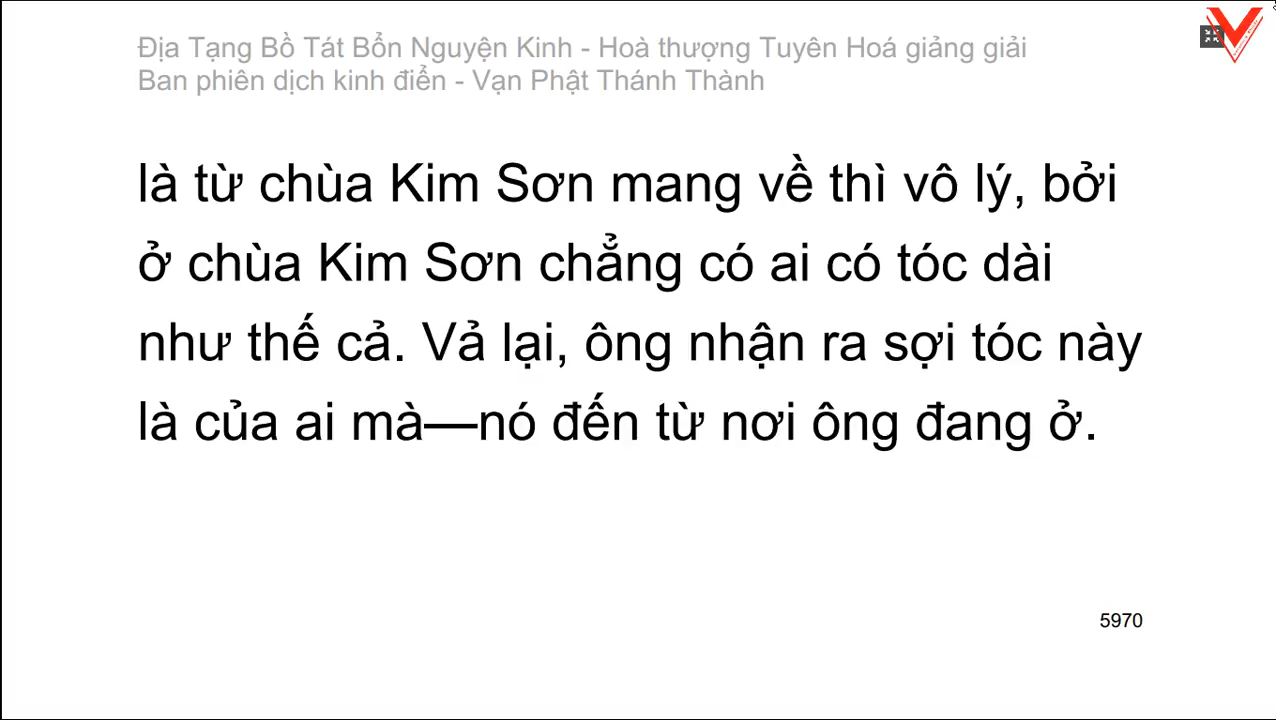 Địa Tạng Bồ Tát Bổn Nguyện Kinh - Hoà thượng Tuyên Hoá giảng giải
Ban phiên dịch kinh điển - Vạn Phật Thánh Thành
là từ chùa Kim Sơn mang về thì vô lý, bởi
ở chùa Kim Sơn chẳng có ai có tóc dài
như thế cả. Vả lại, ông nhận ra sợi tóc này
là của ai mà—nó đến từ nơi ông đang ở.
5970